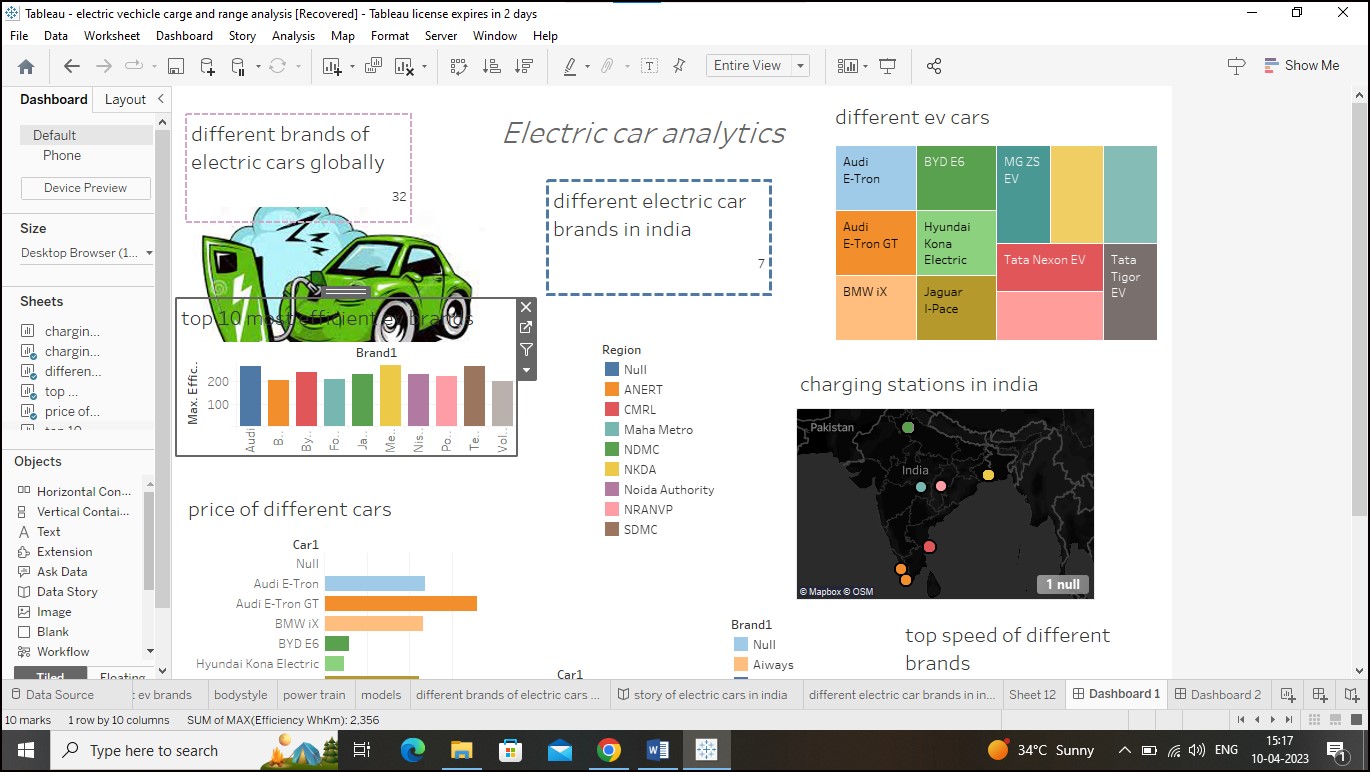 Tableau - electric vechicle carge and range analysis [Recovered] - Tableau license expires in 2 days
File Data Worksheet Dashboard Story Analysis Map Format Server Window Help
Entire View
Show Me
Dashboard Layout
Default
Phone
Device Preview
Size
Desktop Browser (1...
Sheets
chargin...
chargin...
differen...
top ...
price of...
Objects
Horizontal Con...
Vertical Contai...
Text
Extension
Ask Data
Data Story
Image
Blank
Workflow
Tiled Floating
different brands of
electric cars globally
32
Electric car analytics
different electric car
brands in india
7
different ev cars
Audi
E-Tron
Audi
E-Tron GT
BMW iX
BYD E6
Hyundai
Kona
Electric
Jaguar
I-Pace
MG ZS
EV
Tata Nexon EV
Tata
Tigor
EV
top 10 most efficient ev brands
Brand1
Max. Effic..
200
100
Audi
B..
By..
Fo..
Ja..
Me..
Nis..
Po..
Te..
Vol..
Region
Null
ANERT
CMRL
Maha Metro
NDMC
NKDA
Noida Authority
NRANVP
SDMC
charging stations in india
Pakistan
India
1 null
© Mapbox © OSM
price of different cars
Car1
Null
Audi E-Tron
Audi E-Tron GT
BMW iX
BYD E6
Hyundai Kona Electric
Car1
Brand1
Null
Aiways
top speed of different
brands
Data Source
t ev brands
bodystyle
power train
models
different brands of electric cars ...
story of electric cars in india
different electric car brands in in...
Sheet 12
Dashboard 1
Dashboard 2
10 marks 1 row by 10 columns SUM of MAX(Efficiency WhKm): 2,356
Type here to search
34°C Sunny
ENG
15:17
10-04-2023
1